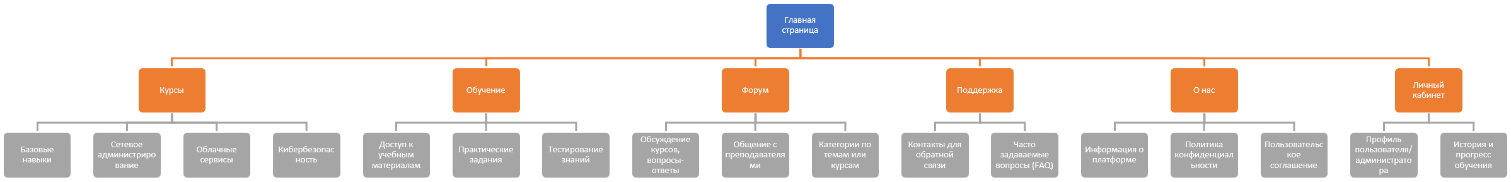 Главная
страница
Курсы
Обучение
Форум
Поддержка
О нас
Личный
кабинет
Базовые
навыки
Сетевое
администриро
вание
Облачные
сервисы
Кибербезопас
ность
Доступ к
учебным
материалам
Практические
задания
Тестирование
знаний
Обсуждение
курсов,
вопросы-
ответы
Общение с
преподавателя
ми
Категории по
темам или
курсам
Контакты для
обратной
связи
Часто
задаваемые
вопросы (FAQ)
Информация о
платформе
Политика
конфиденциал
ьности
Пользовательс
кое
соглашение
Профиль
пользователя/
администрато
ра
История и
прогресс
обучения